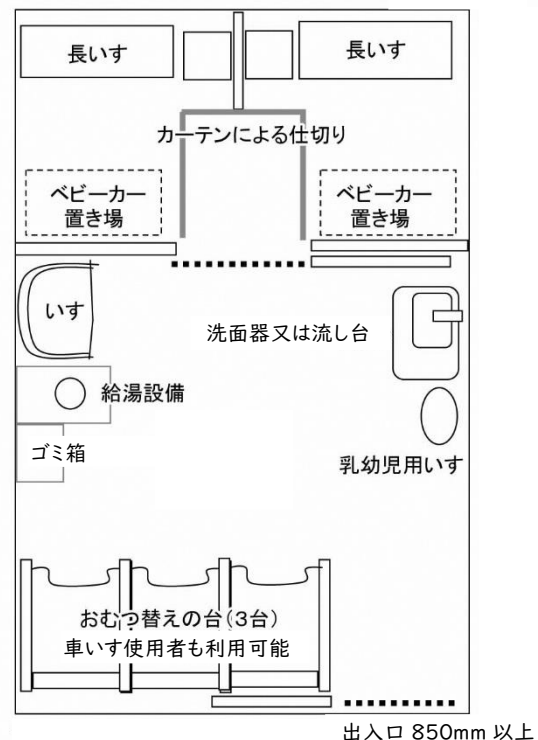 長いす
長いす
カーテンによる仕切り
ベビーカー
置き場
ベビーカー
置き場
いす
洗面器又は流し台
給湯設備
ゴミ箱
乳幼児用いす
おむつ替えの台(3台)
車いす使用者も利用可能
出入口 850mm 以上